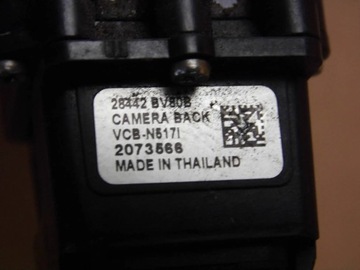 28442 BV80B
CAMERA BACK
VCB-N517I
2073566
MADE IN THAILAND